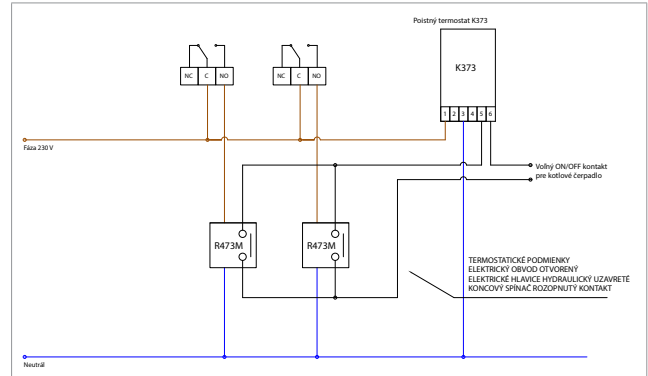 Poistný termostat K373
K373
NC C NO
NC C NO
1 2 3 4 5 6
Fáza 230 V
Voľný ON/OFF kontakt
pre kotlové čerpadlo
R473M
R473M
TERMOSTATICKÉ PODMIENKY
ELEKTRICKÝ OBVOD OTVORENÝ
ELEKTRICKÉ HLAVICE HYDRAULICKÝ UZAVRETÉ
KONCOVÝ SPÍNAČ ROZOPNUTÝ KONTAKT
Neutrál